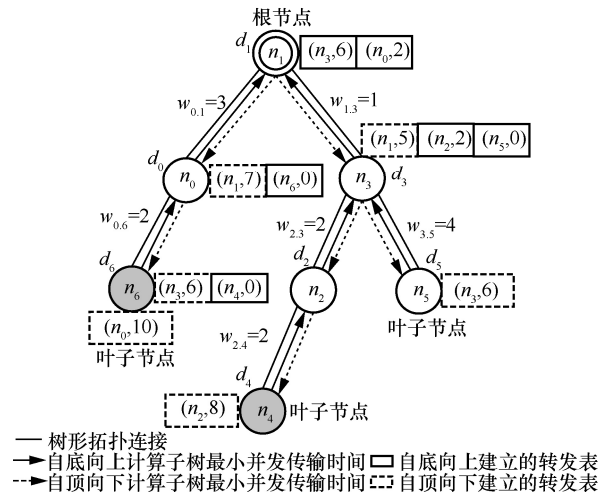 根节点
d1 n1 (n3,6) (n0,2)
w0.1=3 w1.3=1
(n1,5) (n2,2) (n5,0)
d0 n0 (n1,7) (n6,0) n3 d3
w0.6=2 w2.3=2 w3.5=4
d6 d2 d5
n6 (n3,6) (n4,0) n2 n5 (n3,6)
(n0,10)
叶子节点 叶子节点
w2.4=2
d4
(n2,8) n4 叶子节点
树形拓扑连接
自底向上计算子树最小并发传输时间 自底向上建立的转发表
自顶向下计算子树最小并发传输时间 自顶向下建立的转发表